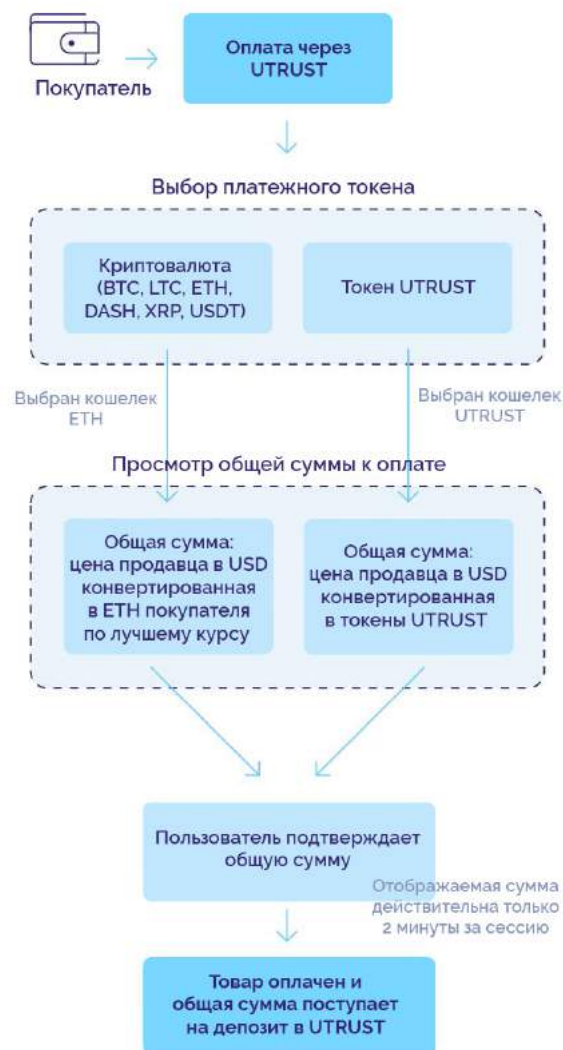 Оплата через
UTRUST
Покупатель
Выбор платежного токена
Криптовалюта
(BTC, LTC, ETH,
DASH, XRP, USDT)
Токен UTRUST
Выбран кошелек
ETH
Выбран кошелек
UTRUST
Просмотр общей суммы к оплате
Общая сумма:
цена продавца в USD
конвертированная
в ETH покупателя
по лучшему курсу
Общая сумма:
цена продавца в USD
конвертированная
в токены UTRUST
Пользователь подтверждает
общую сумму
Отображаемая сумма
действительна только
2 минуты за сессию
Товар оплачен и
общая сумма поступает
на депозит в UTRUST